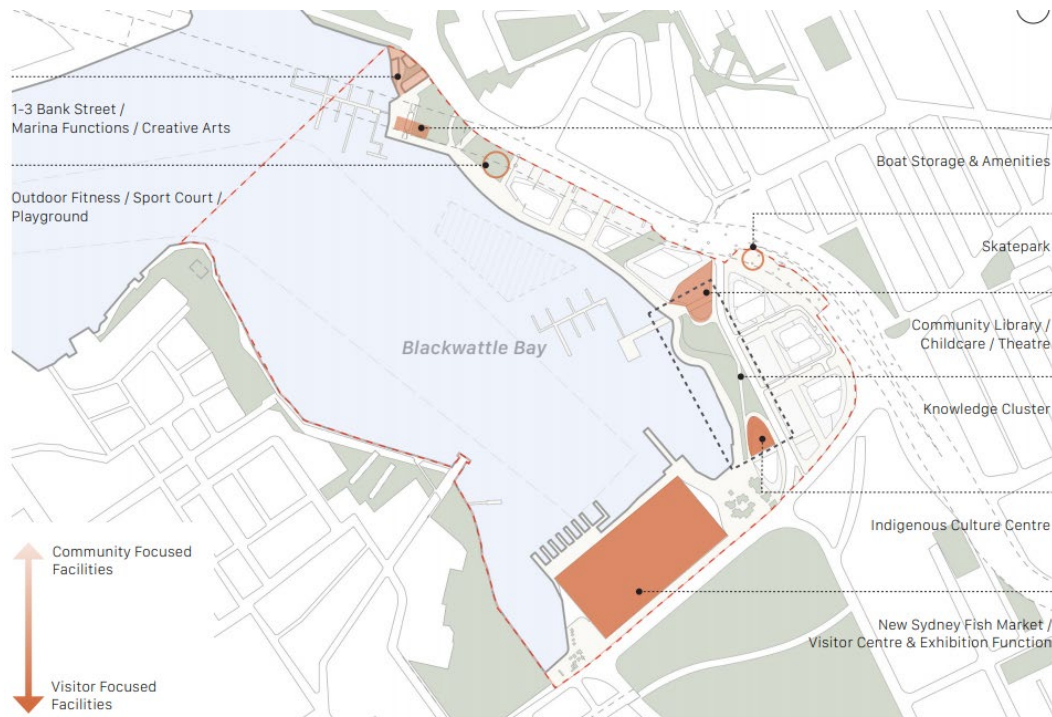 1-3 Bank Street /
Marina Functions / Creative Arts
Boat Storage & Amenities
Outdoor Fitness / Sport Court /
Playground
Skatepark
Community Library /
Childcare / Theatre
Blackwattle Bay
Knowledge Cluster
Indigenous Culture Centre
Community Focused
Facilities
New Sydney Fish Market /
Visitor Centre & Exhibition Function
Visitor Focused
Facilities